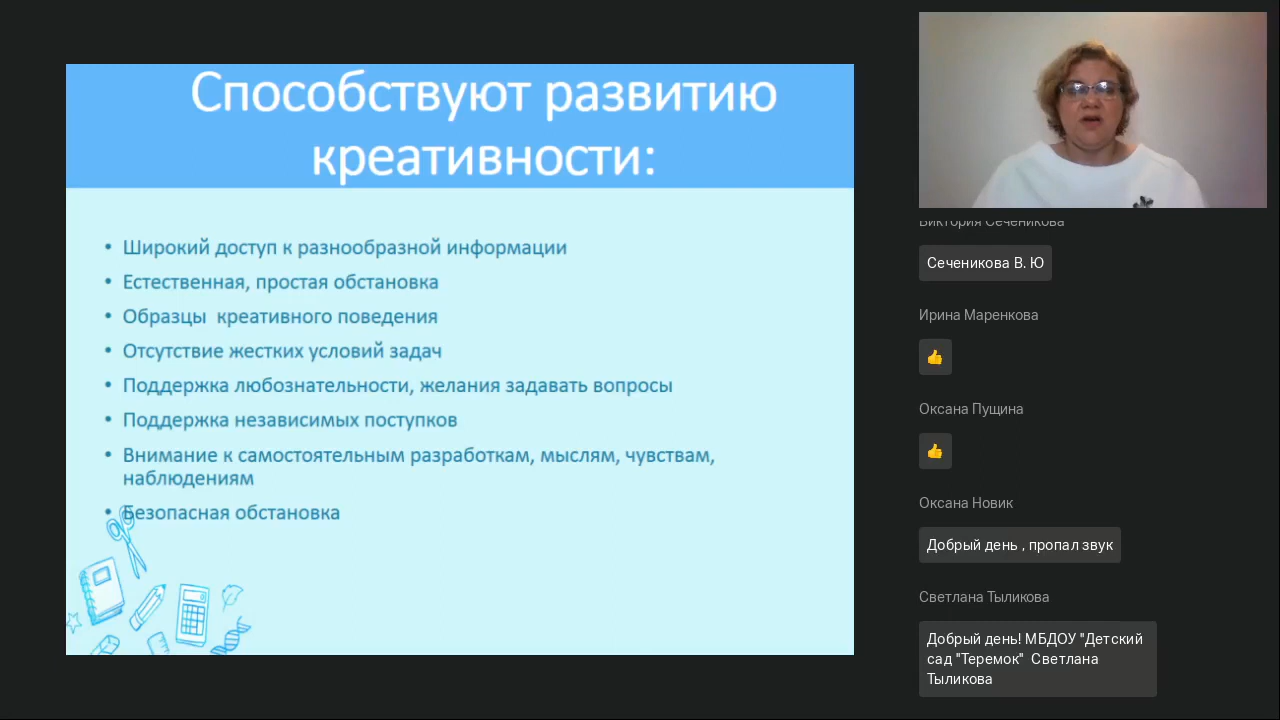 Способствуют развитию
креативности:
• Широкий доступ к разнообразной информации
• Естественная, простая обстановка
• Образцы  креативного поведения
• Отсутствие жестких условий задач
• Поддержка любознательности, желания задавать вопросы
• Поддержка независимых поступков
• Внимание к самостоятельным разработкам, мыслям, чувствам,
наблюдениям
• Безопасная обстановка
Виктория Сеченикова
Сеченикова В. Ю
Ирина Маренкова
👍
Оксана Пущина
👍
Оксана Новик
Добрый день , пропал звук
Светлана Тыликова
Добрый день! МБДОУ "Детский
сад "Теремок"  Светлана
Тыликова